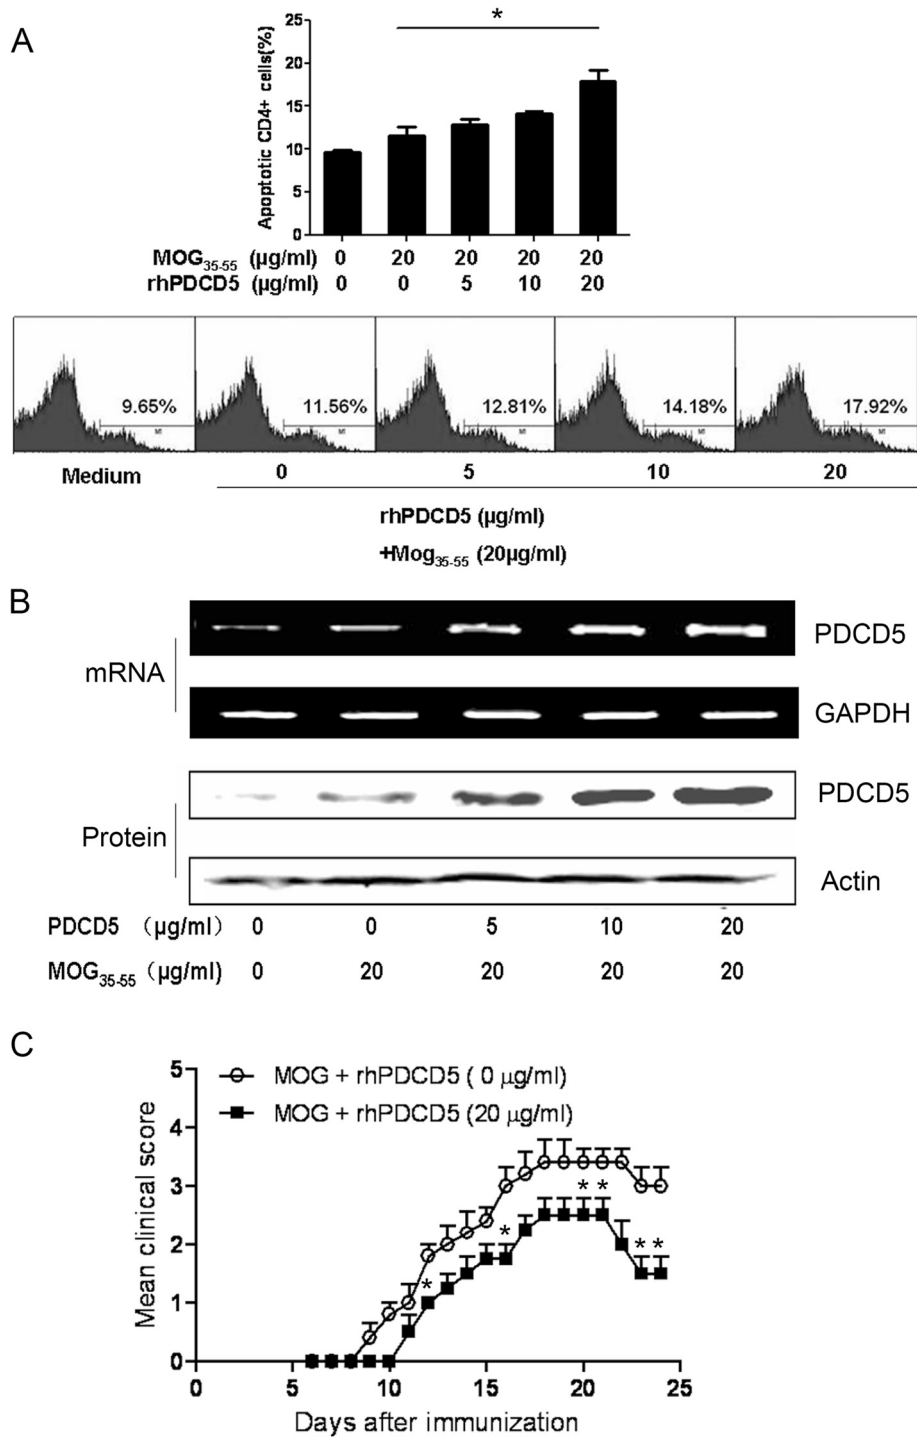 A
*
Apoptotic CD4+ cells(%)
25
20
15
10
5
0
MOG35-55 (µg/ml) 0 20 20 20 20
rhPDCD5 (µg/ml) 0 0 5 10 20
9.65% 11.56% 12.81% 14.18% 17.92%
M1 M1 M1 M1 M1
Medium 0 5 10 20
rhPDCD5 (µg/ml)
+Mog35-55 (20µg/ml)
B
mRNA
PDCD5
GAPDH
Protein
PDCD5
Actin
PDCD5 (µg/ml) 0 0 5 10 20
MOG35-55 (µg/ml) 0 20 20 20 20
C
MOG + rhPDCD5 ( 0 µg/ml)
MOG + rhPDCD5 (20 µg/ml)
Mean clinical score
5
4
3
2
1
0
* *
*
* *
*
0 5 10 15 20 25
Days after immunization